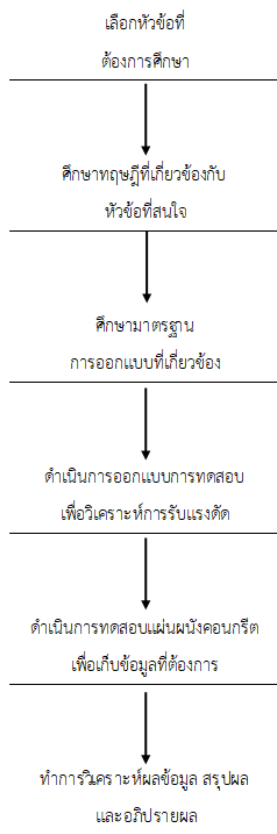 เลือกหัวข้อที่
ต้องการศึกษา
ศึกษาทฤษฎีที่เกี่ยวข้องกับ
หัวข้อที่สนใจ
ศึกษามาตรฐาน
การออกแบบที่เกี่ยวข้อง
ดำเนินการออกแบบการทดสอบ
เพื่อวิเคราะห์การรับแรงดัด
ดำเนินการทดสอบแผ่นผนังคอนกรีต
เพื่อเก็บข้อมูลที่ต้องการ
ทำการวิเคราะห์ผลข้อมูล สรุปผล
และอภิปรายผล